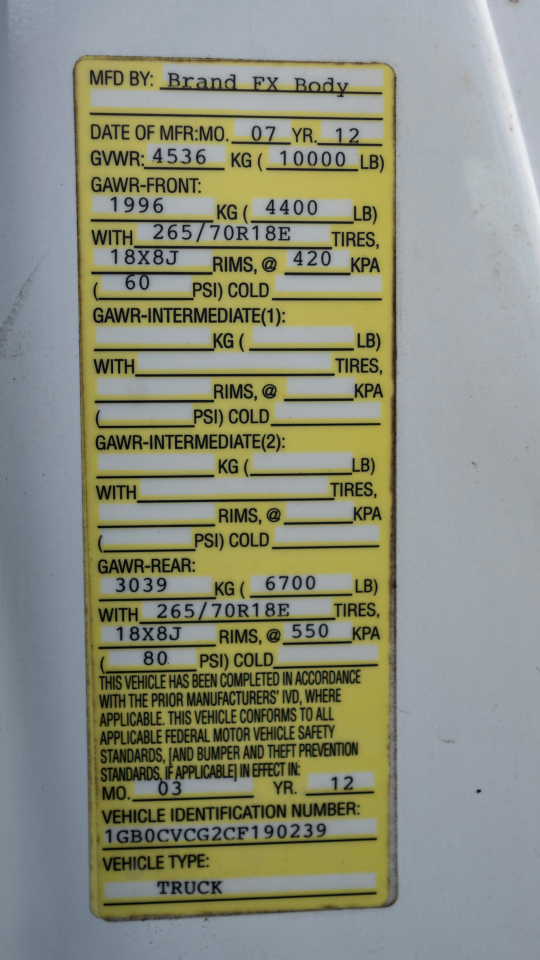 MFD BY: Brand FX Body
DATE OF MFR:MO. 07 YR. 12
GVWR: 4536 KG ( 10000 LB)
GAWR-FRONT:
1996 KG ( 4400 LB)
WITH 265/70R18E TIRES,
18X8J RIMS, @ 420 KPA
( 60 PSI) COLD
GAWR-INTERMEDIATE(1):
KG ( LB)
WITH TIRES,
RIMS, @ KPA
( PSI) COLD
GAWR-INTERMEDIATE(2):
KG ( LB)
WITH TIRES,
RIMS, @ KPA
( PSI) COLD
GAWR-REAR:
3039 KG ( 6700 LB)
WITH 265/70R18E TIRES,
18X8J RIMS, @ 550 KPA
( 80 PSI) COLD
THIS VEHICLE HAS BEEN COMPLETED IN ACCORDANCE
WITH THE PRIOR MANUFACTURERS' IVD, WHERE
APPLICABLE. THIS VEHICLE CONFORMS TO ALL
APPLICABLE FEDERAL MOTOR VEHICLE SAFETY
STANDARDS, [AND BUMPER AND THEFT PREVENTION
STANDARDS, IF APPLICABLE] IN EFFECT IN:
MO. 03 YR. 12
VEHICLE IDENTIFICATION NUMBER:
1GB0CVCG2CF190239
VEHICLE TYPE:
TRUCK